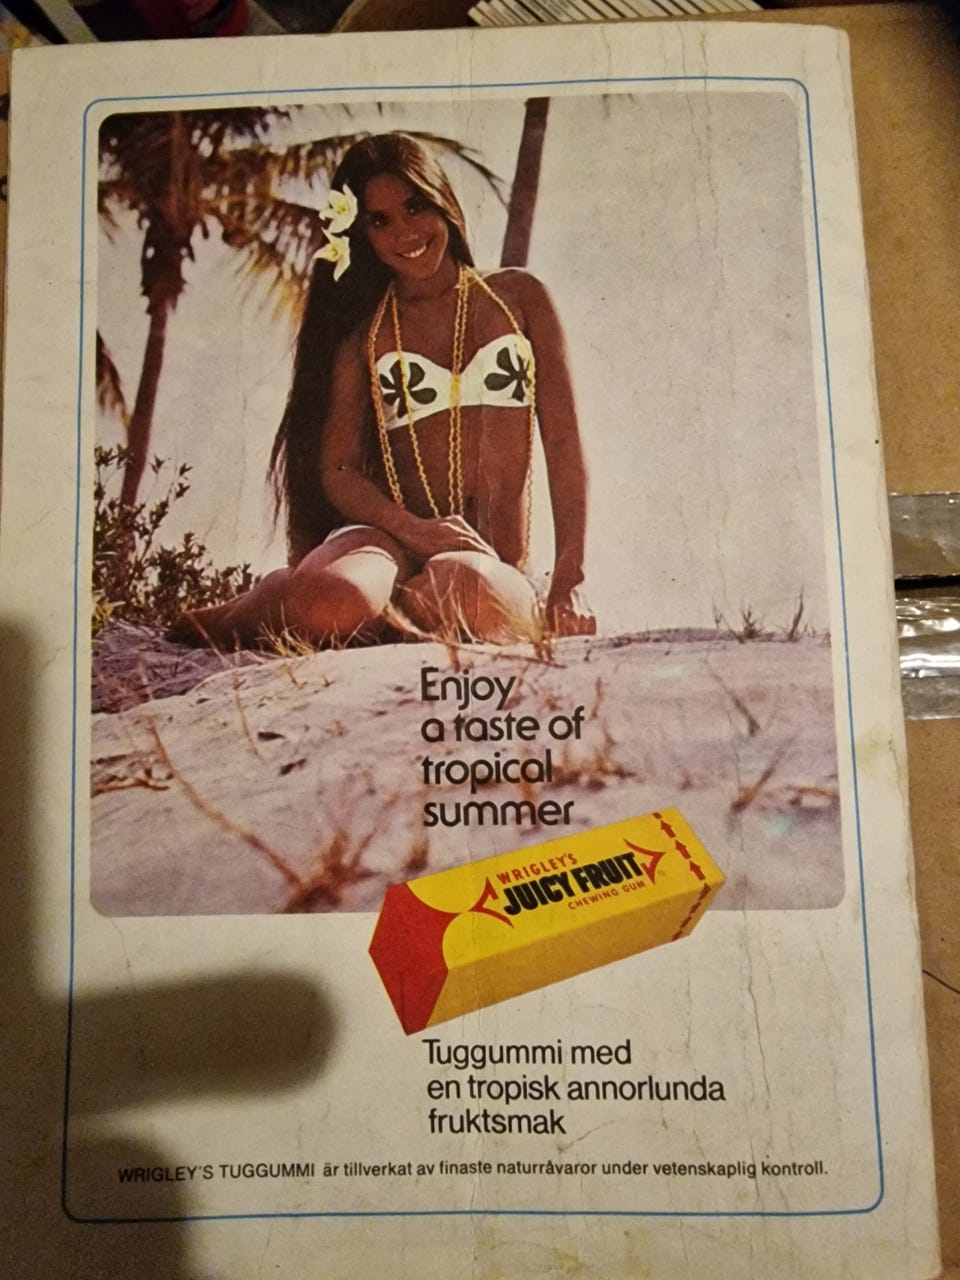 Enjoy
a taste of
tropical
summer
WRIGLEY'S
JUICY FRUIT
CHEWING GUM
Tuggummi med
en tropisk annorlunda
fruktsmak
WRIGLEY'S TUGGUMMI är tillverkat av finaste naturråvaror under vetenskaplig kontroll.